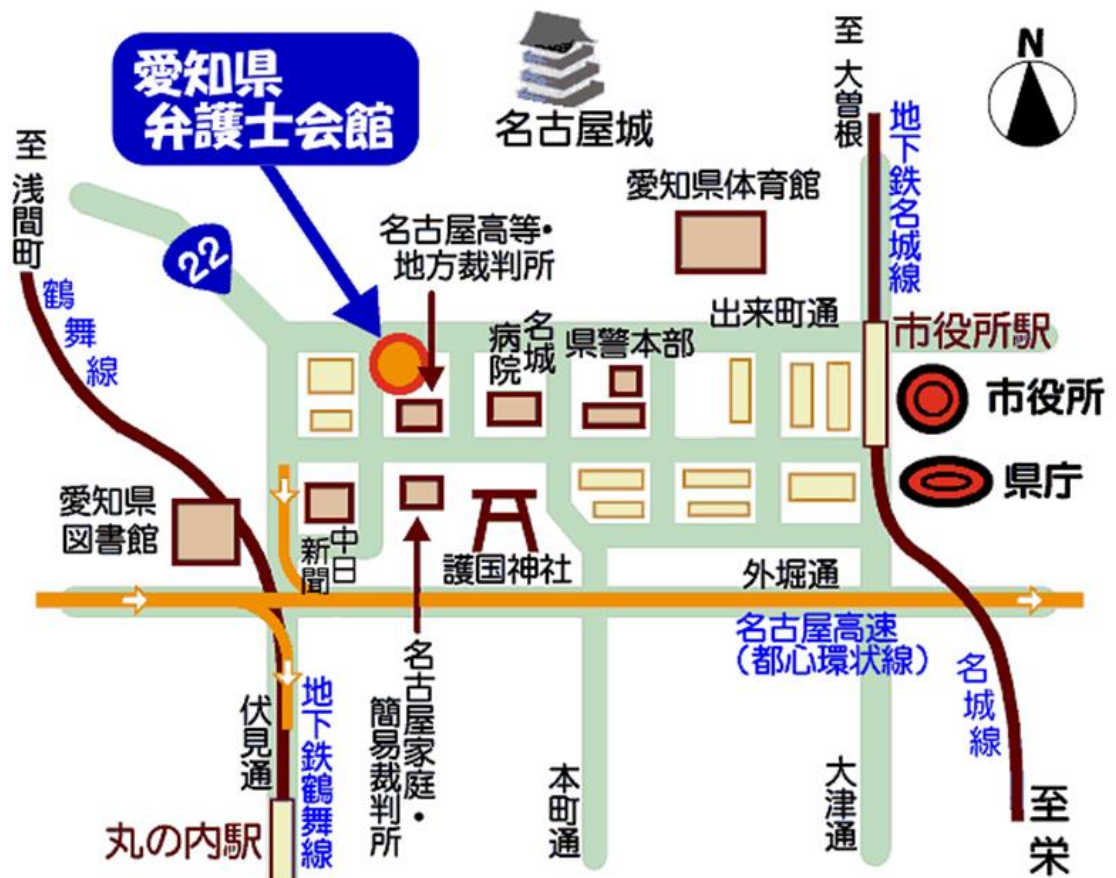 愛知県
弁護士会館
名古屋城
至 大曽根
N
地下鉄名城線
至 浅間町
鶴舞線
22
愛知県体育館
名古屋高等・
地方裁判所
出来町通
名城
病院
県警本部
市役所駅
市役所
県庁
愛知県
図書館
中日
新聞
護国神社
外堀通
名古屋高速
(都心環状線)
名古屋家庭・
簡易裁判所
伏見通
地下鉄鶴舞線
丸の内駅
本町通
大津通
名城線
至 栄